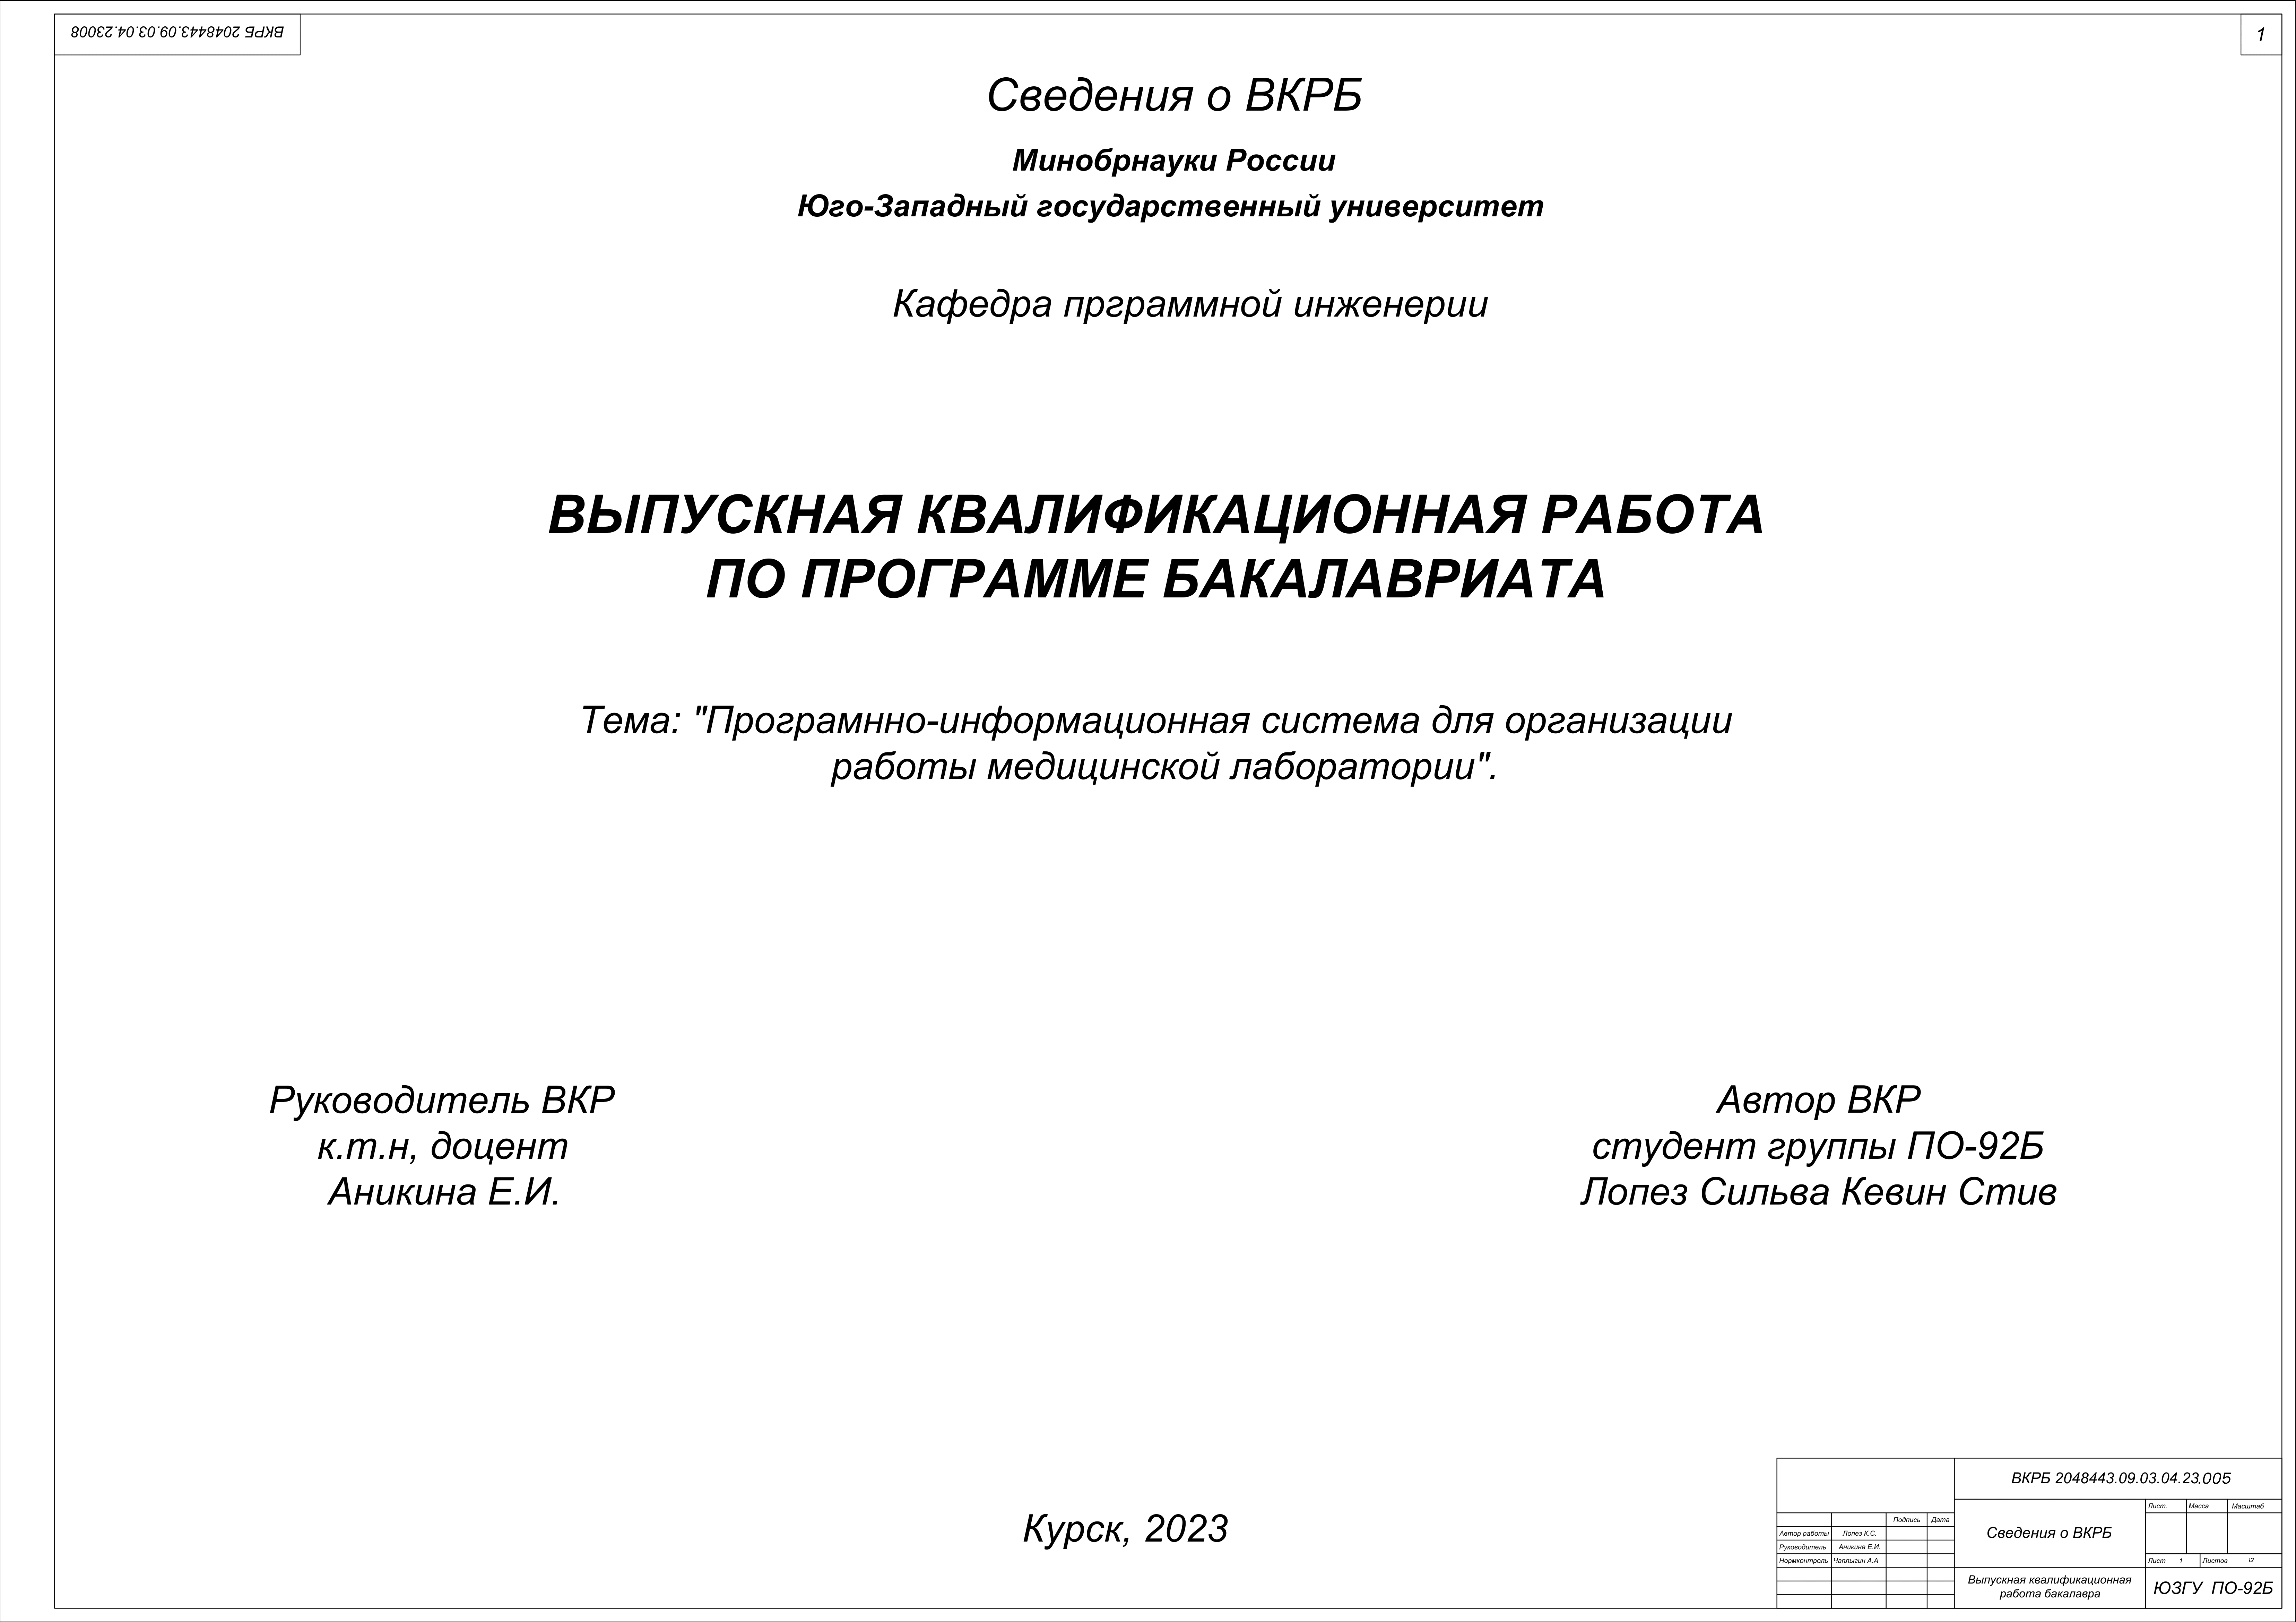 ВКРБ 2048443.09.03.04.23008
1
Сведения о ВКРБ
Минобрнауки России
Юго-Западный государственный университет
Кафедра прграммной инженерии
ВЫПУСКНАЯ КВАЛИФИКАЦИОННАЯ РАБОТА
ПО ПРОГРАММЕ БАКАЛАВРИАТА
Тема: "Програмнно-информационная система для организации
работы медицинской лаборатории".
Руководитель ВКР
к.т.н, доцент
Аникина Е.И.
Автор ВКР
студент группы ПО-92Б
Лопез Сильва Кевин Стив
Курск, 2023
ВКРБ 2048443.09.03.04.23.005
Лист. Масса Масштаб
Подпись Дата
Автор работы Лопез К.С.
Руководитель Аникина Е.И.
Нормконтроль Чаплыгин А.А
Сведения о ВКРБ
Лист 1 Листов 12
Выпускная квалификационная
работа бакалавра
ЮЗГУ ПО-92Б